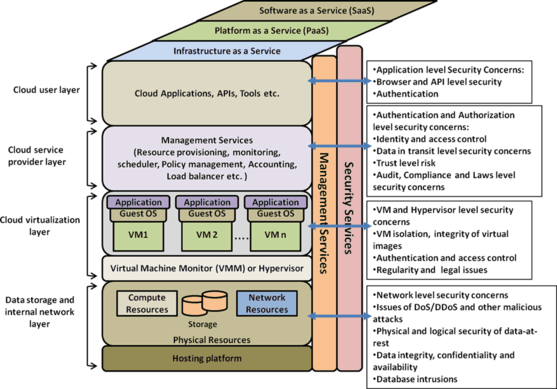 Software as a Service (SaaS)
Platform as a Service (PaaS)
Infrastructure as a Service
Cloud user layer
Cloud Applications, APIs, Tools etc.
•Application level Security Concerns:
•Browser and API level security
•Authentication
Cloud service
provider layer
Management Services
(Resource provisioning, monitoring,
scheduler, Policy management, Accounting,
Load balancer etc. )
•Authentication and Authorization
level security concerns:
•Identity and access control
•Data in transit level security concerns
•Trust level risk
•Audit, Compliance and Laws level
security concerns
Management Services
Security Services
Cloud virtualization
layer
Application
Guest OS
VM1
Application
Guest OS
VM 2
.....
Application
Guest OS
VM n
Virtual Machine Monitor (VMM) or Hypervisor
•VM and Hypervisor level security
concerns
•VM isolation, integrity of virtual
images
•Authentication and access control
•Regularity and legal issues
Data storage and
internal network
layer
Compute
Resources
Storage
Network
Resources
Physical Resources
Hosting platform
•Network level security concerns
•Issues of DoS/DDoS and other malicious
attacks
•Physical and logical security of data-at-
rest
•Data integrity, confidentiality and
availability
•Database intrusions